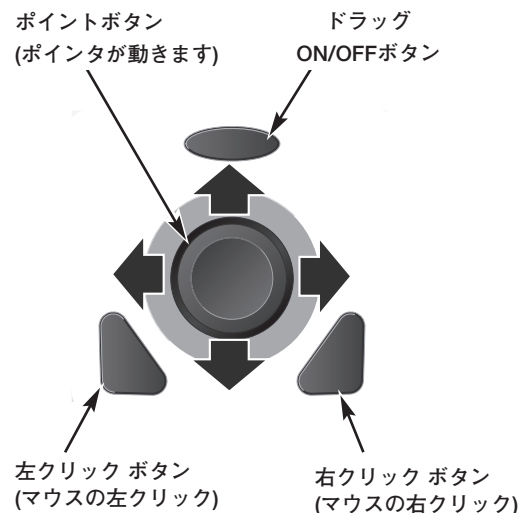 ポイントボタン
(ポインタが動きます)
ドラッグ
ON/OFFボタン
左クリック ボタン
(マウスの左クリック)
右クリック ボタン
(マウスの右クリック)